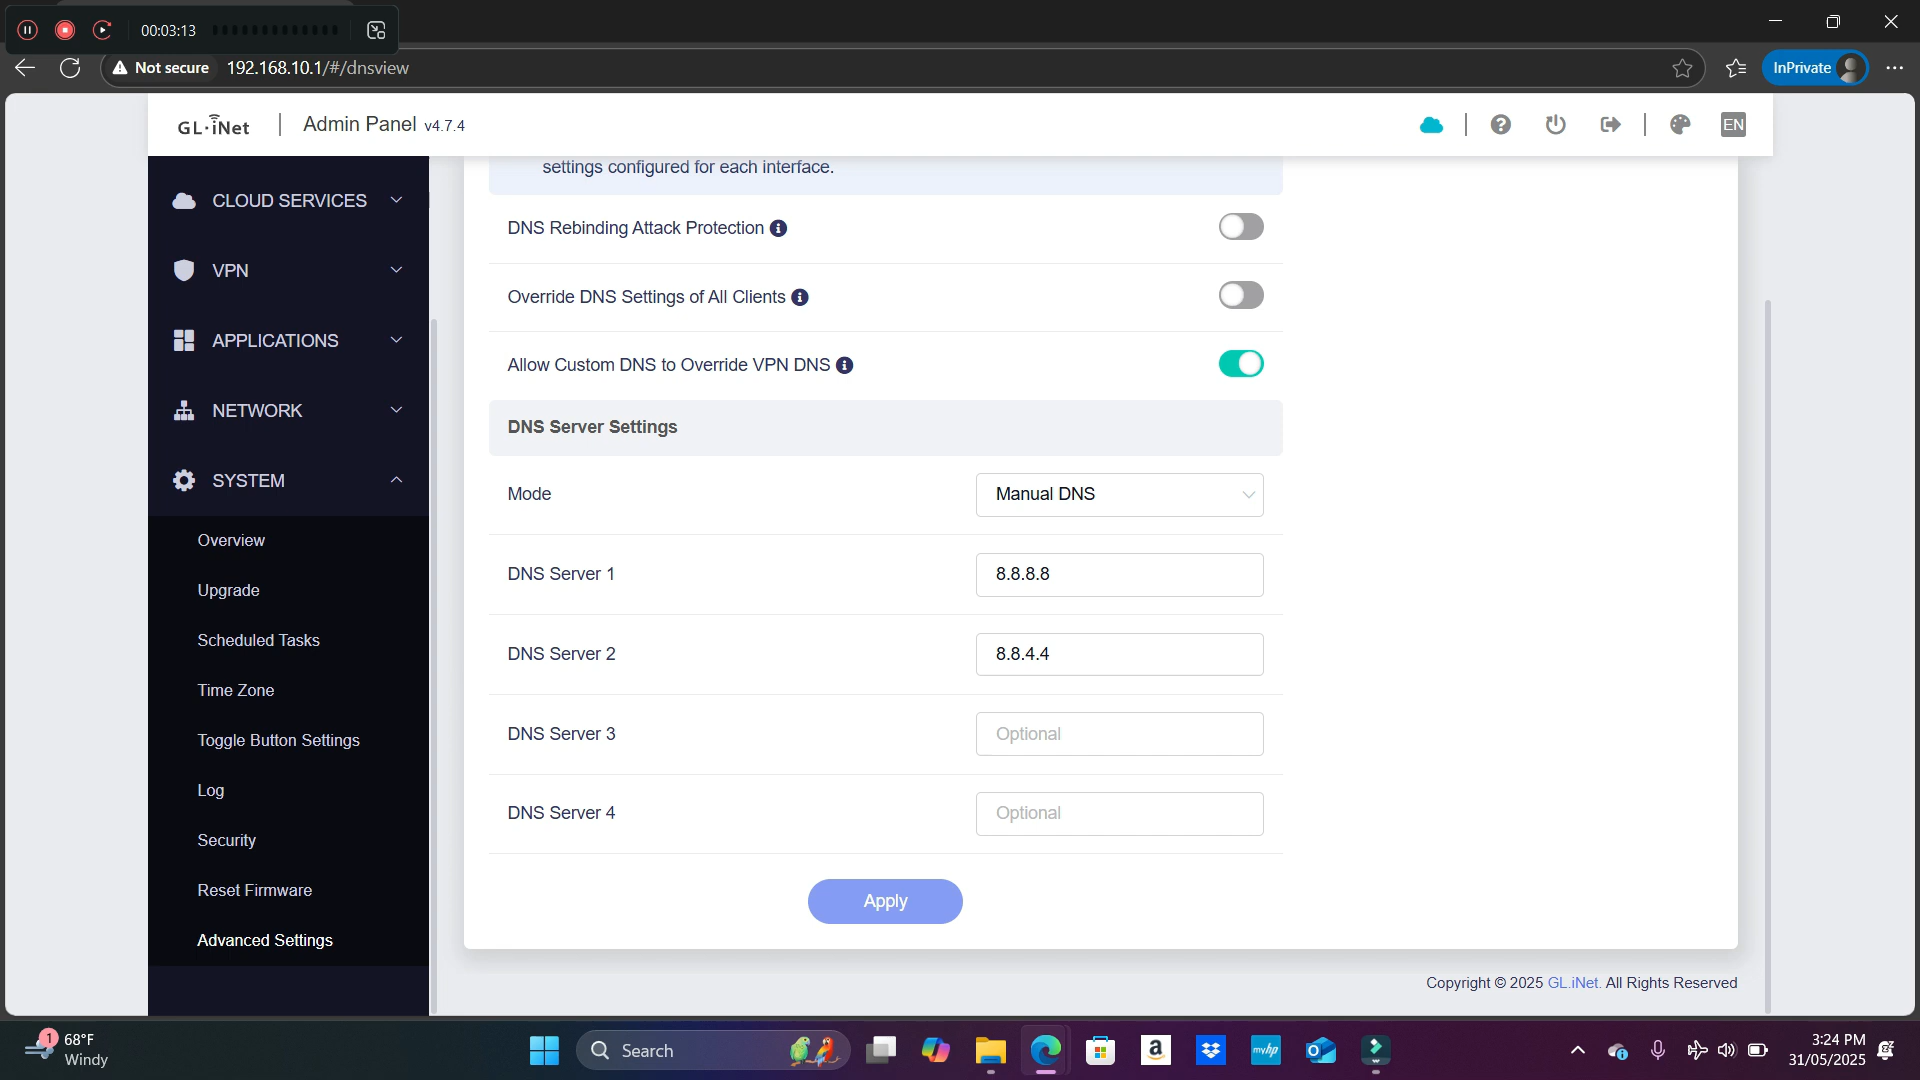 00:03:13
Not secure
192.168.10.1/#/dnsview
InPrivate
GL·iNet
Admin Panel v4.7.4
EN
settings configured for each interface.
CLOUD SERVICES
VPN
APPLICATIONS
NETWORK
SYSTEM
Overview
Upgrade
Scheduled Tasks
Time Zone
Toggle Button Settings
Log
Security
Reset Firmware
Advanced Settings
DNS Rebinding Attack Protection
Override DNS Settings of All Clients
Allow Custom DNS to Override VPN DNS
DNS Server Settings
Mode
Manual DNS
DNS Server 1
8.8.8.8
DNS Server 2
8.8.4.4
DNS Server 3
Optional
DNS Server 4
Optional
Apply
Copyright © 2025 GL.iNet. All Rights Reserved
1
68°F
Windy
Search
a
myhp
3:24 PM
31/05/2025